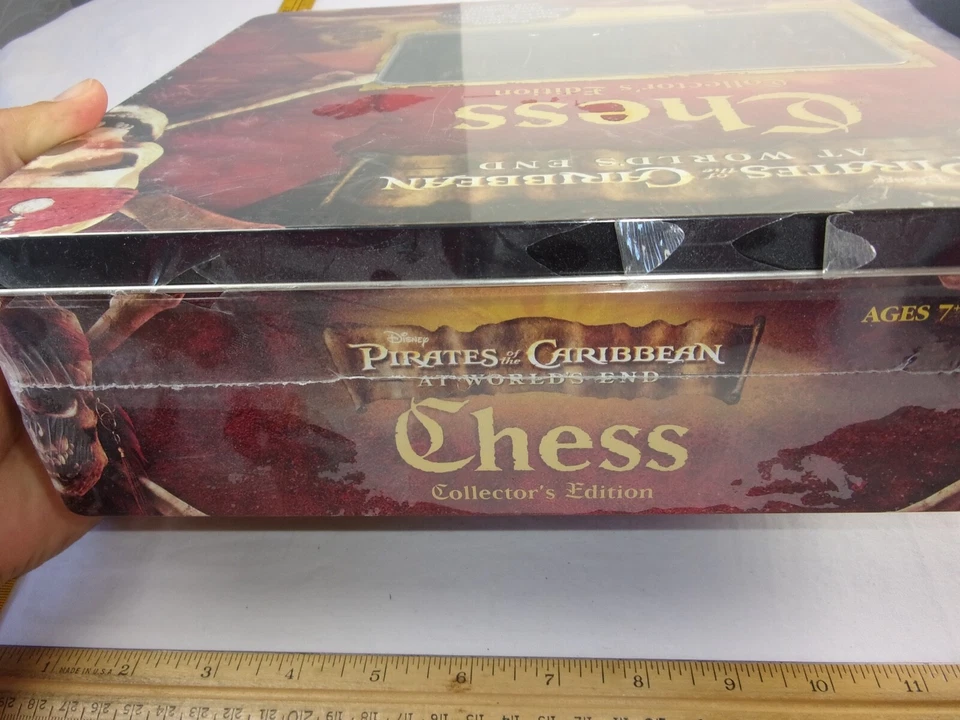 Collector's Edition
Chess
AT WORLD'S END
PIRATES of the CARIBBEAN
AGES 7+
Disney
PIRATES of the CARIBBEAN
AT WORLD'S END
Chess
Collector's Edition
1 MADE IN U.S.A. 2 3 4 5 6 7 8 9 10 11